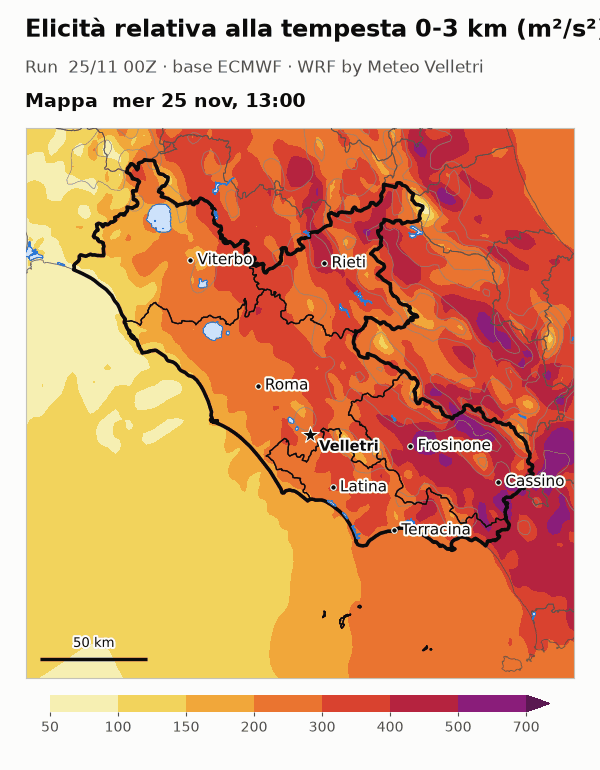 Elicità relativa alla tempesta 0-3 km (m²/s²)
Run 25/11 00Z · base ECMWF · WRF by Meteo Velletri
Mappa mer 25 nov, 13:00
Viterbo
Rieti
Roma
Velletri
Frosinone
Cassino
Latina
Terracina
50 km
50 100 150 200 300 400 500 700